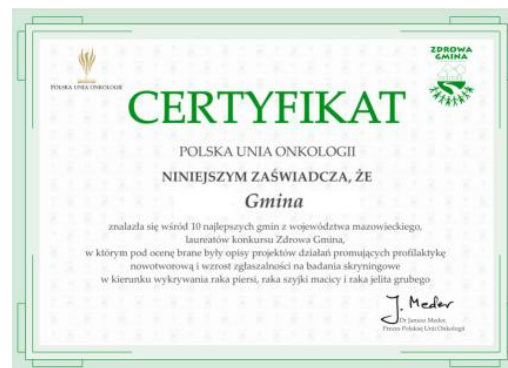 POLSKA UNIA ONKOLOGII
ZDROWA
GMINA
CERTYFIKAT
POLSKA UNIA ONKOLOGII
NINIEJSZYM ZAŚWIADCZA, ŻE
Gmina
znalazła się wśród 10 najlepszych gmin z województwa mazowieckiego,
laureatów konkursu Zdrowa Gmina,
w którym pod ocenę brane były opisy projektów działań promujących profilaktykę
nowotworową i wzrost zgłaszalności na badania skryningowe
w kierunku wykrywania raka piersi, raka szyjki macicy i raka jelita grubego
J. Meder
Dr Janusz Meder,
Prezes Polskiej Unii Onkologii